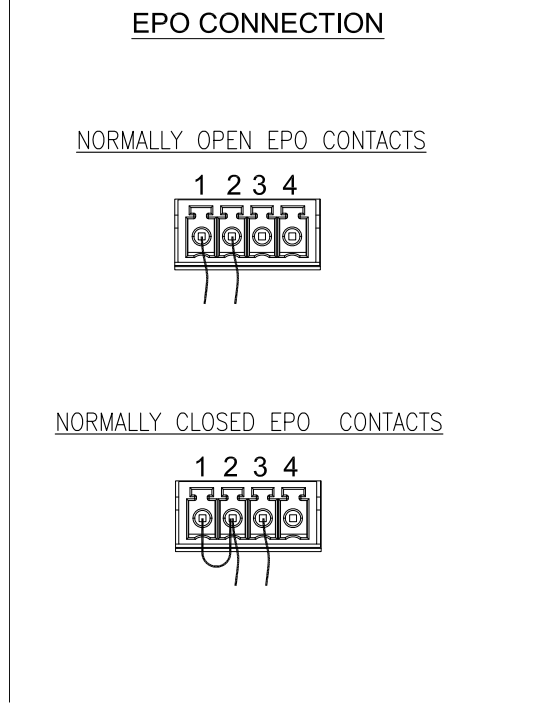 EPO CONNECTION
NORMALLY OPEN EPO CONTACTS
1 2 3 4
NORMALLY CLOSED EPO CONTACTS
1 2 3 4